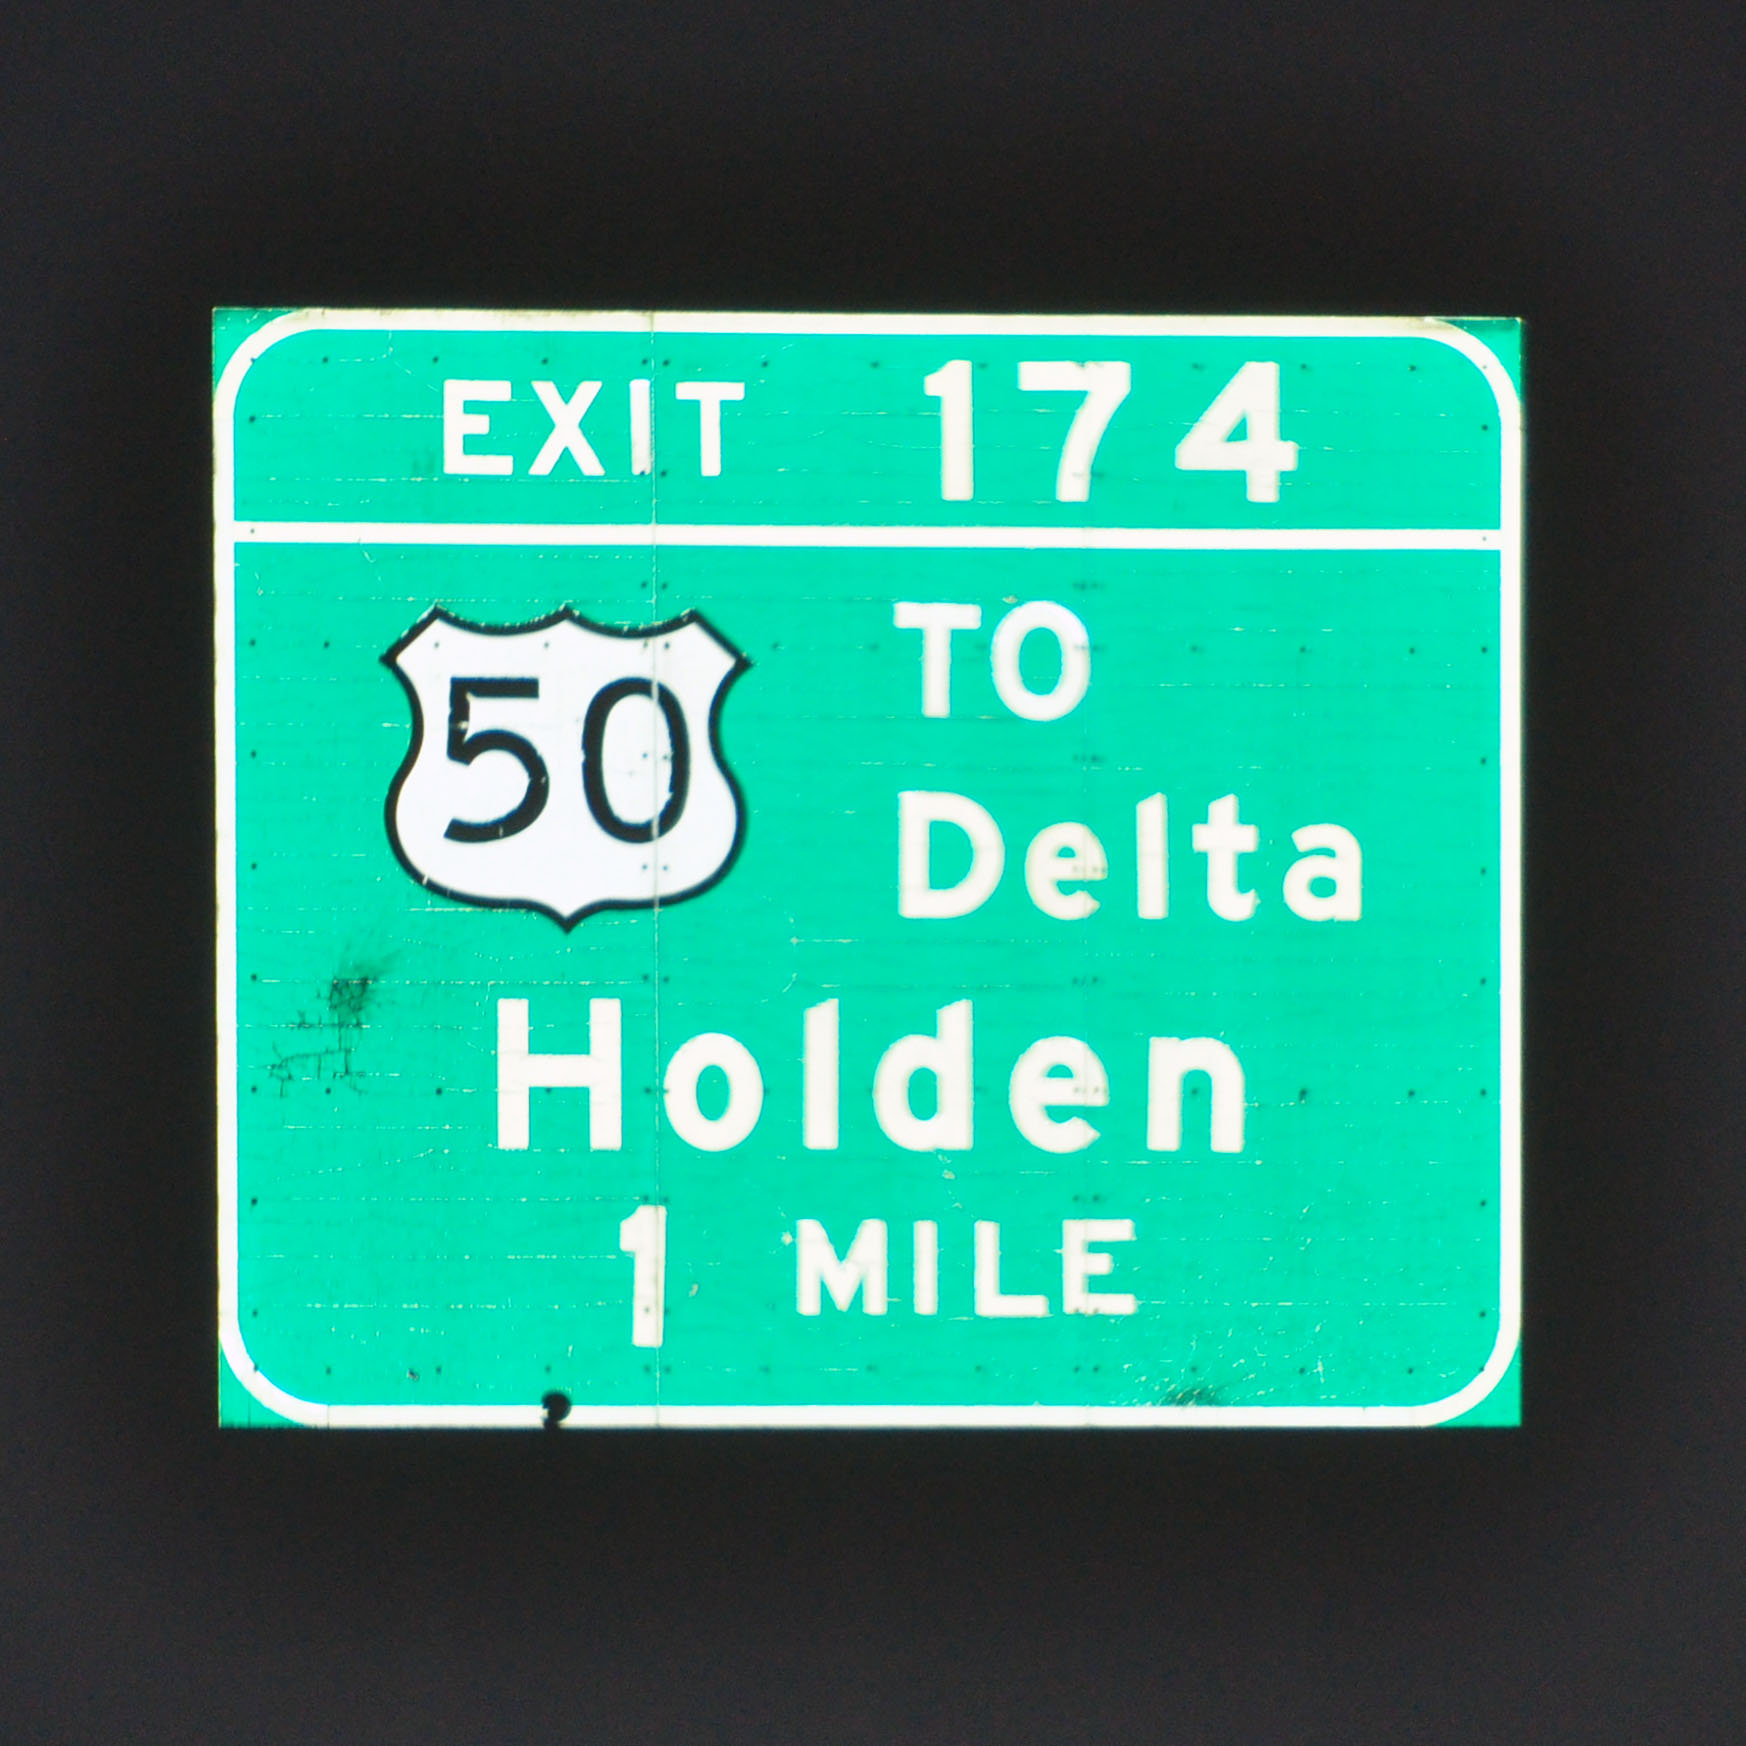 EXIT 174
50 TO
Delta
Holden
1 MILE